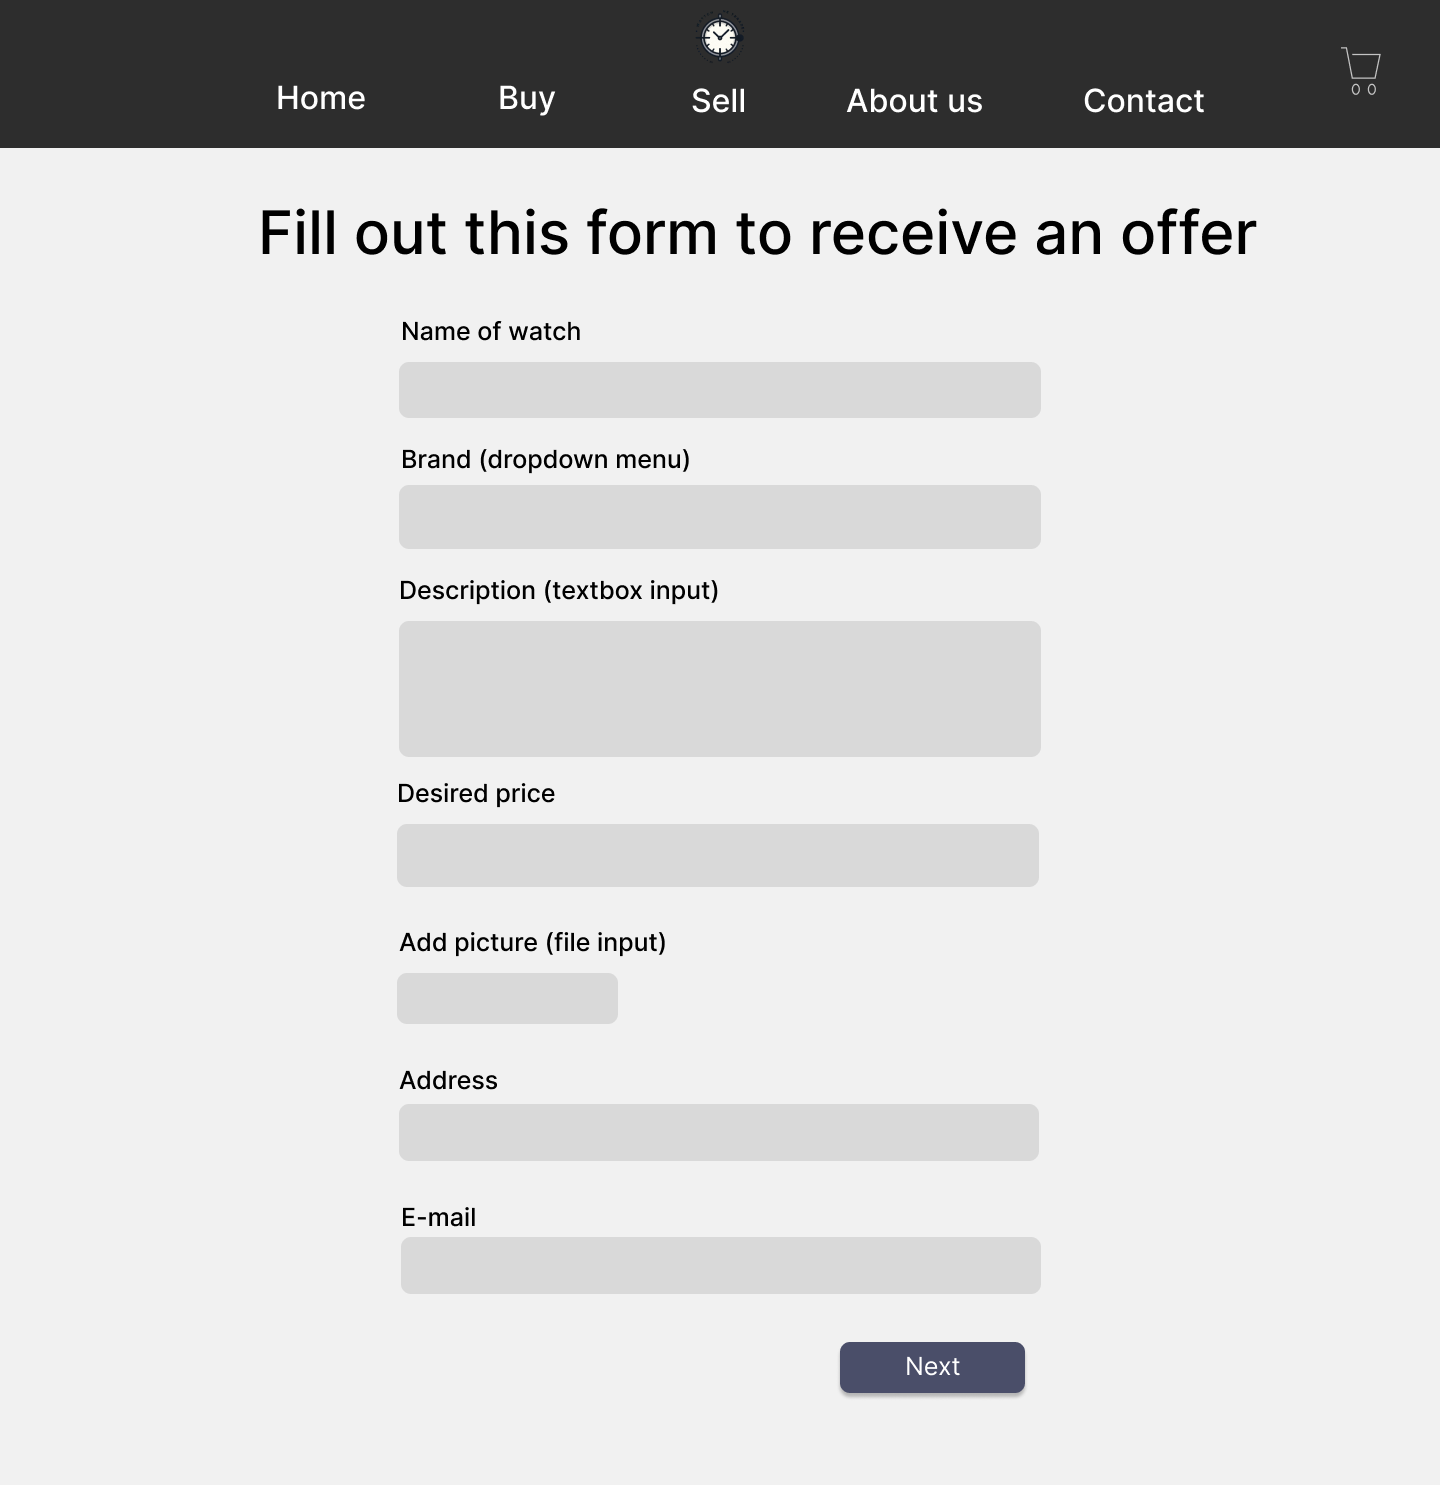 Home Buy Sell About us Contact
Fill out this form to receive an offer
Name of watch
Brand (dropdown menu)
Description (textbox input)
Desired price
Add picture (file input)
Address
E-mail
Next